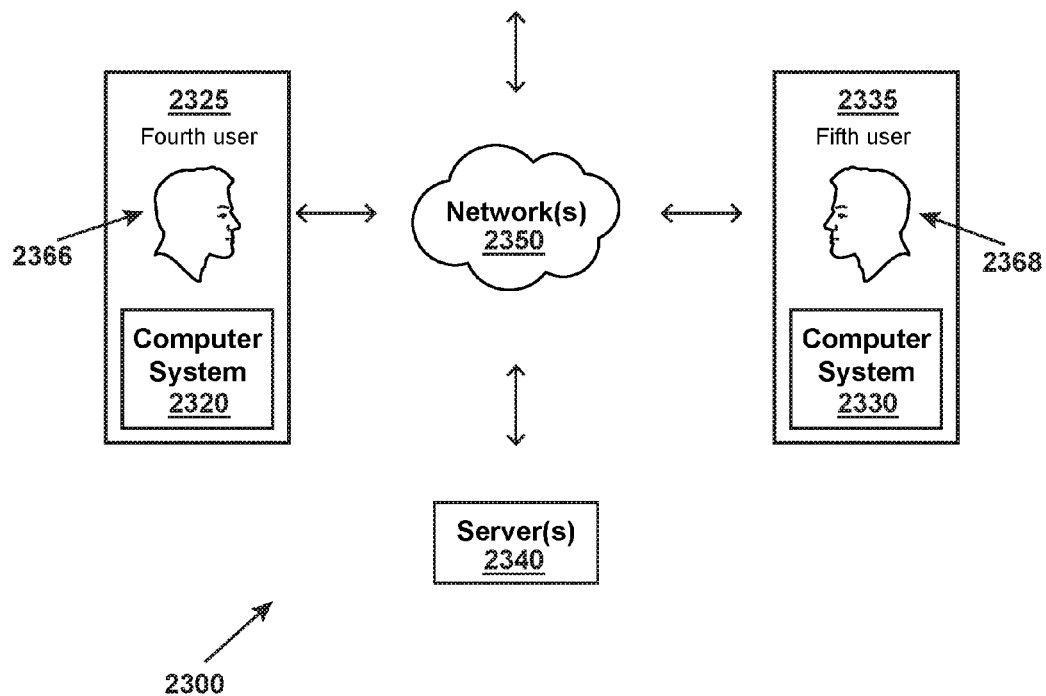 2325
Fourth user
2366
Computer
System
2320
Network(s)
2350
2335
Fifth user
2368
Computer
System
2330
Server(s)
2340
2300